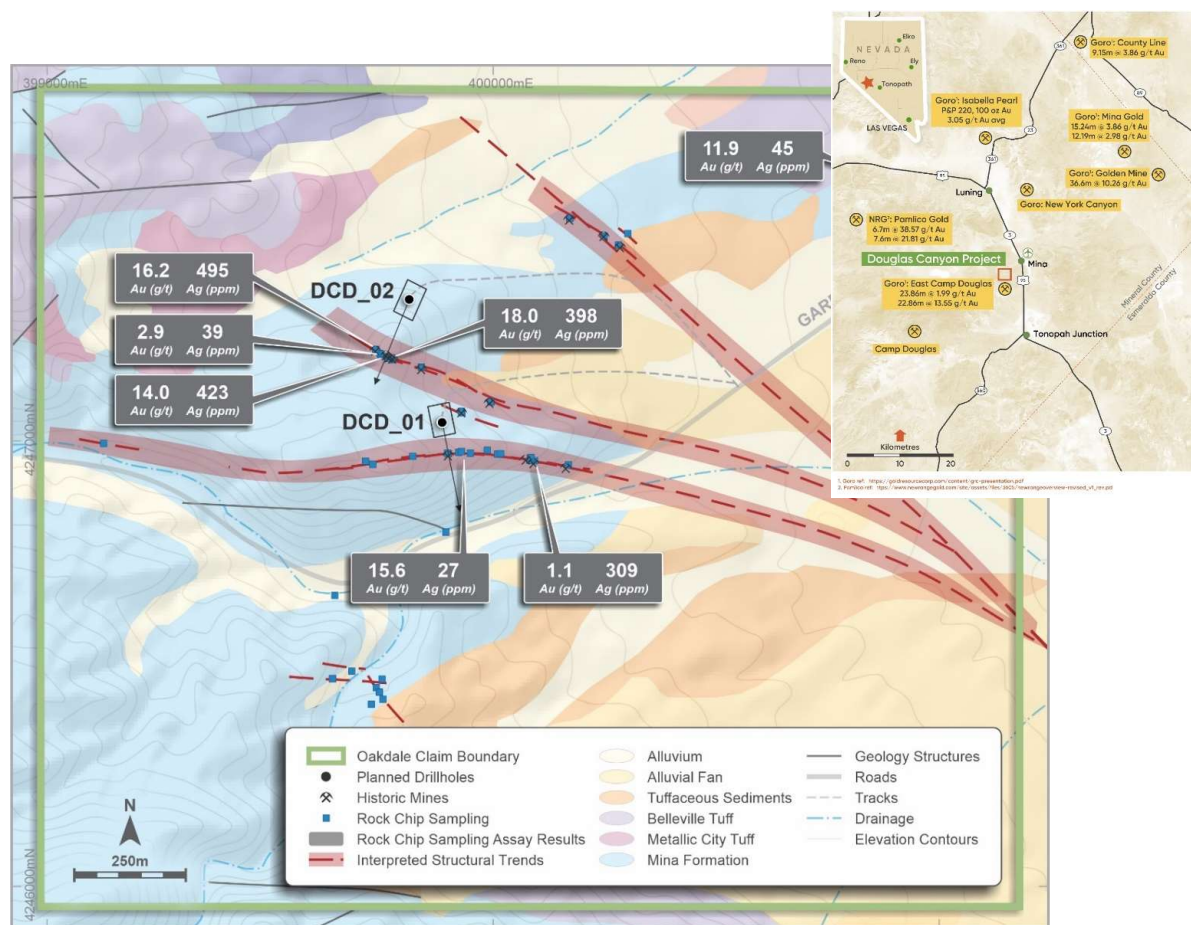 399000mE
400000mE
4247000mN
4246000mN
11.9 45
Au (g/t) Ag (ppm)
16.2 495
Au (g/t) Ag (ppm)
2.9 39
Au (g/t) Ag (ppm)
14.0 423
Au (g/t) Ag (ppm)
DCD_02
18.0 398
Au (g/t) Ag (ppm)
DCD_01
15.6 27
Au (g/t) Ag (ppm)
1.1 309
Au (g/t) Ag (ppm)
N
250m
Oakdale Claim Boundary
Planned Drillholes
Historic Mines
Rock Chip Sampling
Rock Chip Sampling Assay Results
Interpreted Structural Trends
Alluvium
Alluvial Fan
Tuffaceous Sediments
Belleville Tuff
Metallic City Tuff
Mina Formation
Geology Structures
Roads
Tracks
Drainage
Elevation Contours
NEVADA
Elko
Reno
Ely
Tonopah
LAS VEGAS
361
Goro¹: County Line
9.15m @ 3.86 g/t Au
89
Goro¹: Isabella Pearl
P&P 220, 100 oz Au
3.05 g/t Au avg
23
361
Goro¹: Mina Gold
15.24m @ 3.86 g/t Au
12.19m @ 2.98 g/t Au
Goro¹: Golden Mine
36.6m @ 10.26 g/t Au
Luning
Goro: New York Canyon
NRG²: Pamlico Gold
6.7m @ 38.57 g/t Au
7.6m @ 21.81 g/t Au
3
Douglas Canyon Project
Mina
Goro¹: East Camp Douglas
23.86m @ 1.99 g/t Au
22.86m @ 13.55 g/t Au
Mineral County
Esmeralda County
Camp Douglas
Tonopah Junction
360
3
Kilometres
0 10 20